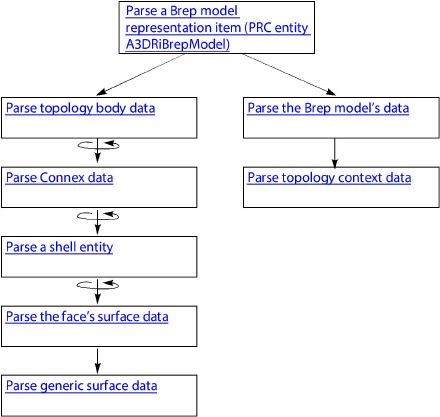 Parse a Brep model
representation item (PRC entity
A3DRiBrepModel)
Parse topology body data
Parse the Brep model's data
Parse Connex data
Parse topology context data
Parse a shell entity
Parse the face's surface data
Parse generic surface data